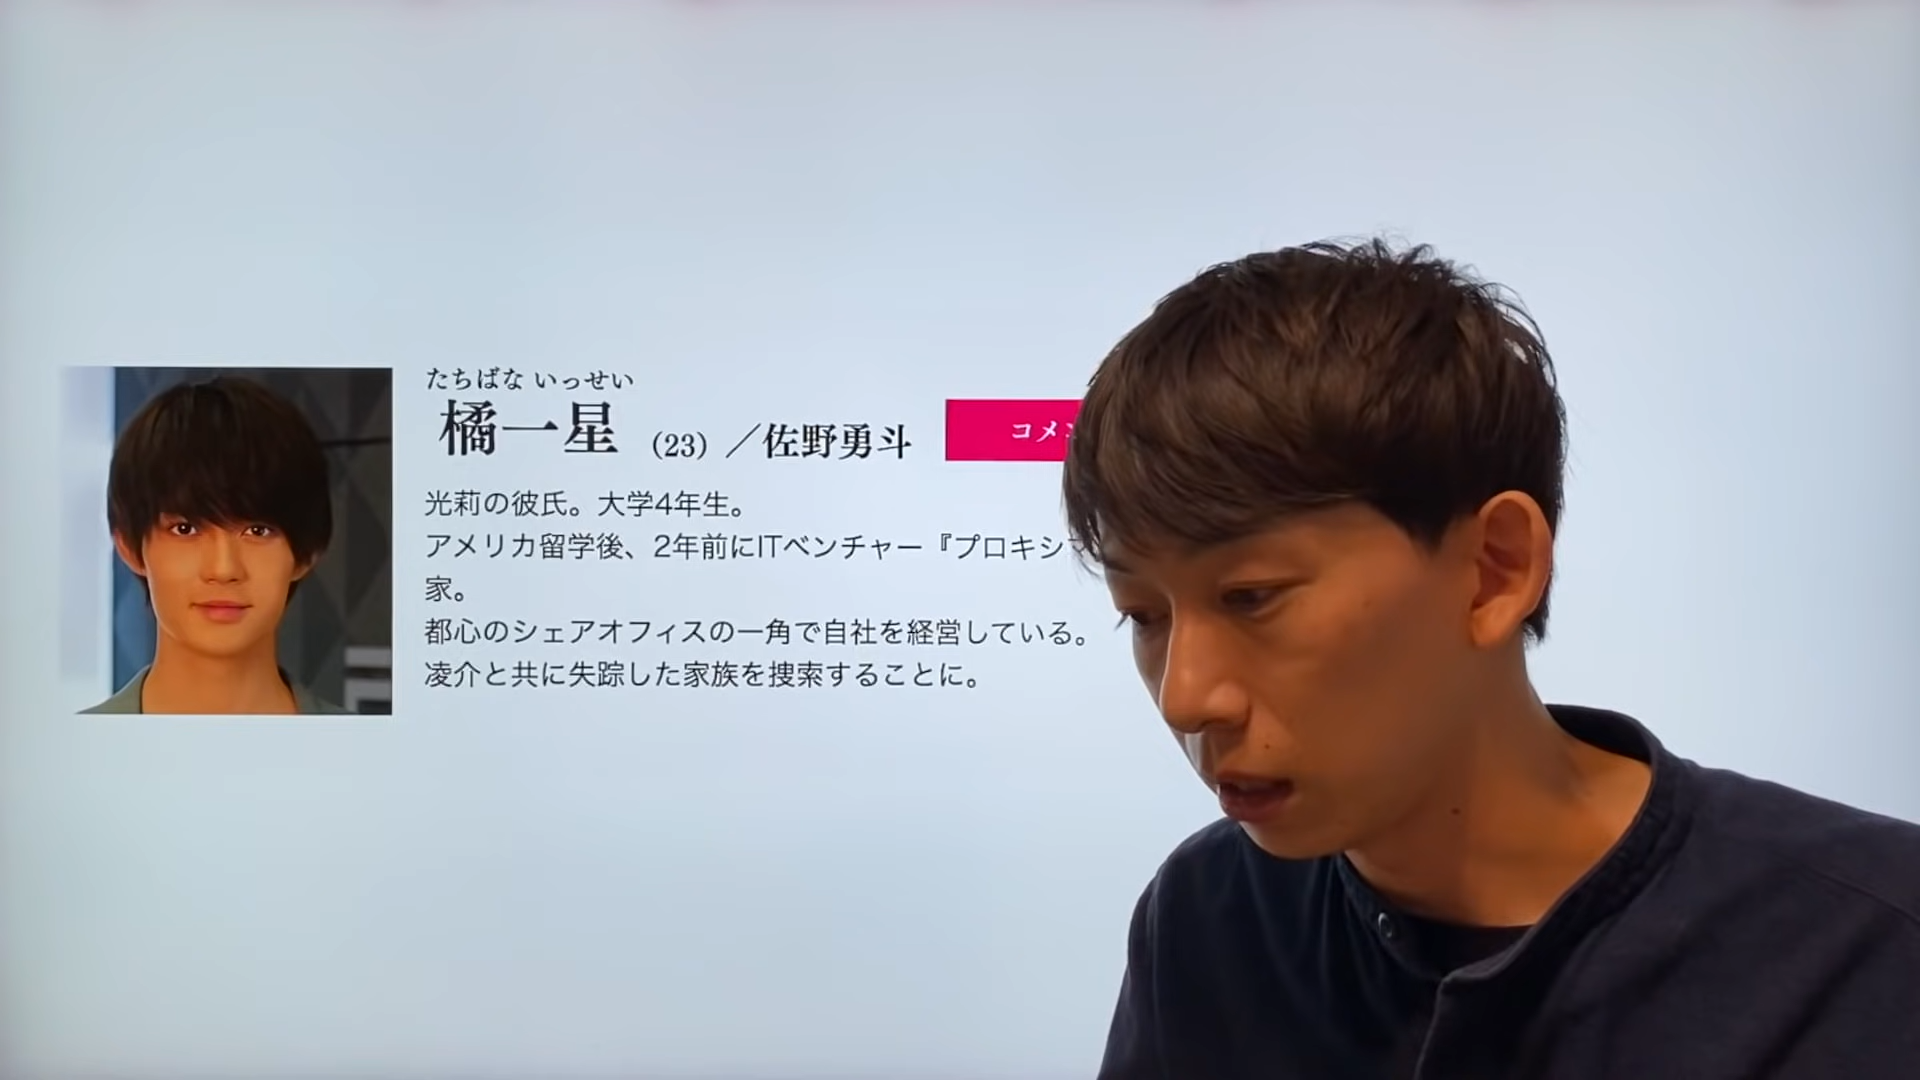 たちばな いっせい
橘一星 （23）／佐野勇斗
コメ
光莉の彼氏。大学4年生。
アメリカ留学後、2年前にITベンチャー『プロキシ
家。
都心のシェアオフィスの一角で自社を経営している。
凌介と共に失踪した家族を捜索することに。